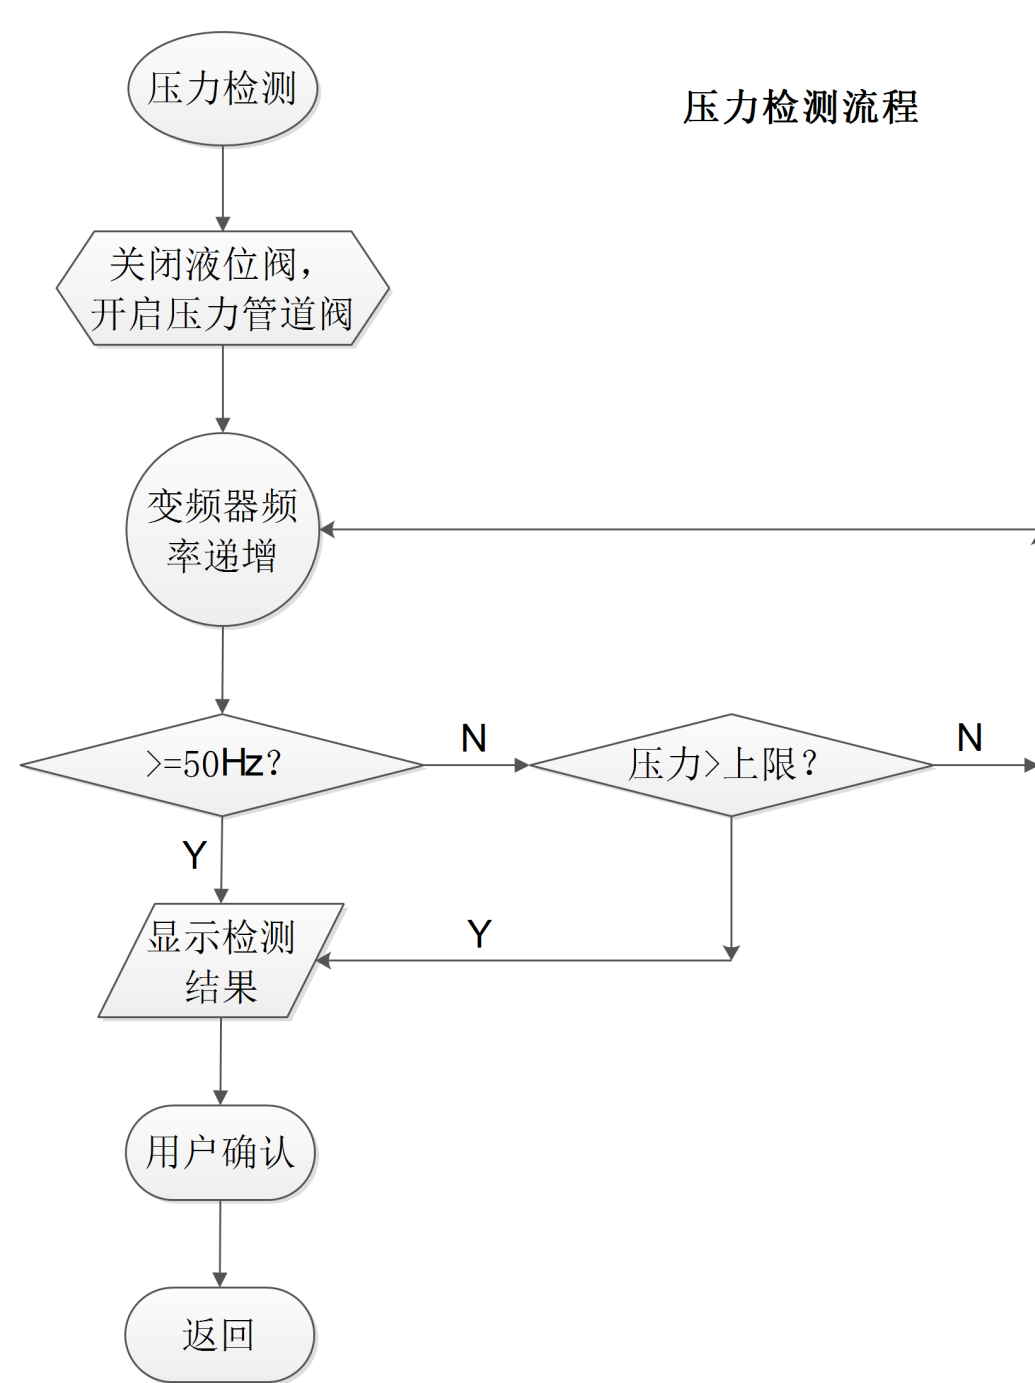 压力检测
压力检测流程
关闭液位阀，
开启压力管道阀
变频器频
率递增
>=50Hz？
N
压力>上限？
N
Y
显示检测
结果
Y
用户确认
返回